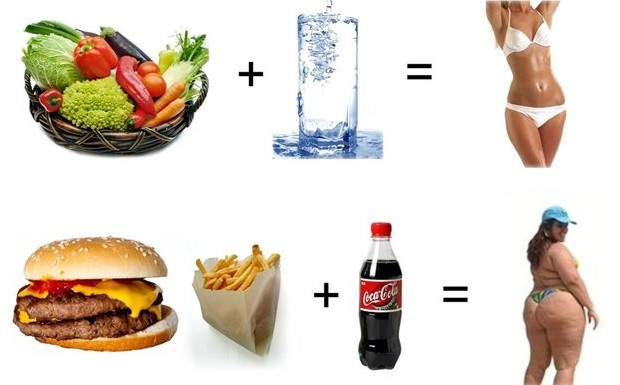 + =
+ =
Coca-Cola